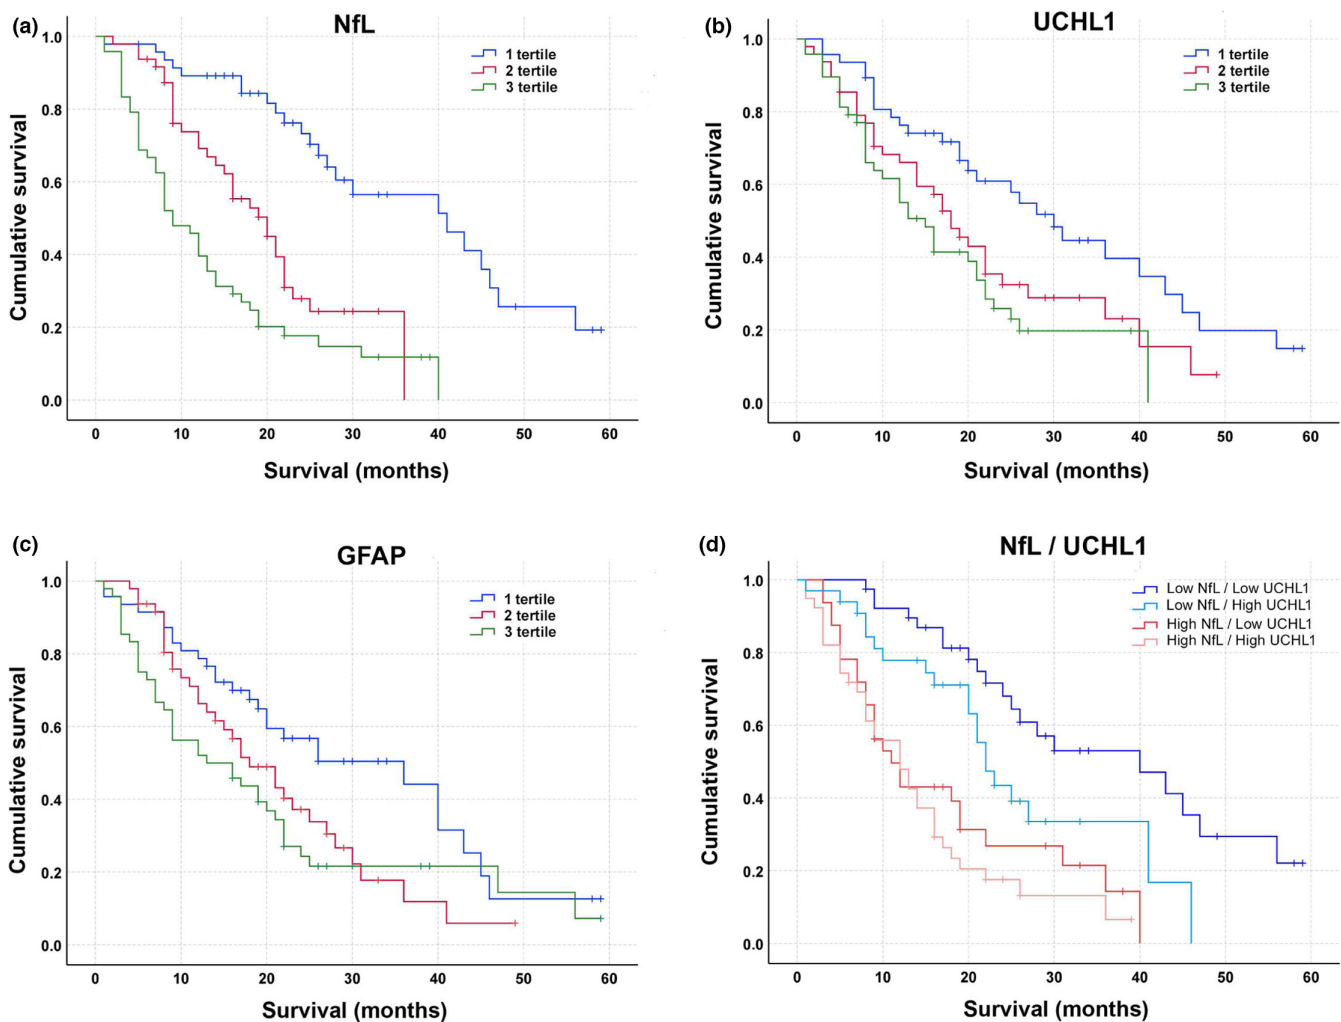 (a)
NfL
1 tertile
2 tertile
3 tertile
Cumulative survival
1.0
0.8
0.6
0.4
0.2
0.0
0 10 20 30 40 50 60
Survival (months)
(b)
UCHL1
1 tertile
2 tertile
3 tertile
Cumulative survival
1.0
0.8
0.6
0.4
0.2
0.0
0 10 20 30 40 50 60
Survival (months)
(c)
GFAP
1 tertile
2 tertile
3 tertile
Cumulative survival
1.0
0.8
0.6
0.4
0.2
0.0
0 10 20 30 40 50 60
Survival (months)
(d)
NfL / UCHL1
Low NfL / Low UCHL1
Low NfL / High UCHL1
High NfL / Low UCHL1
High NfL / High UCHL1
Cumulative survival
1.0
0.8
0.6
0.4
0.2
0.0
0 10 20 30 40 50 60
Survival (months)